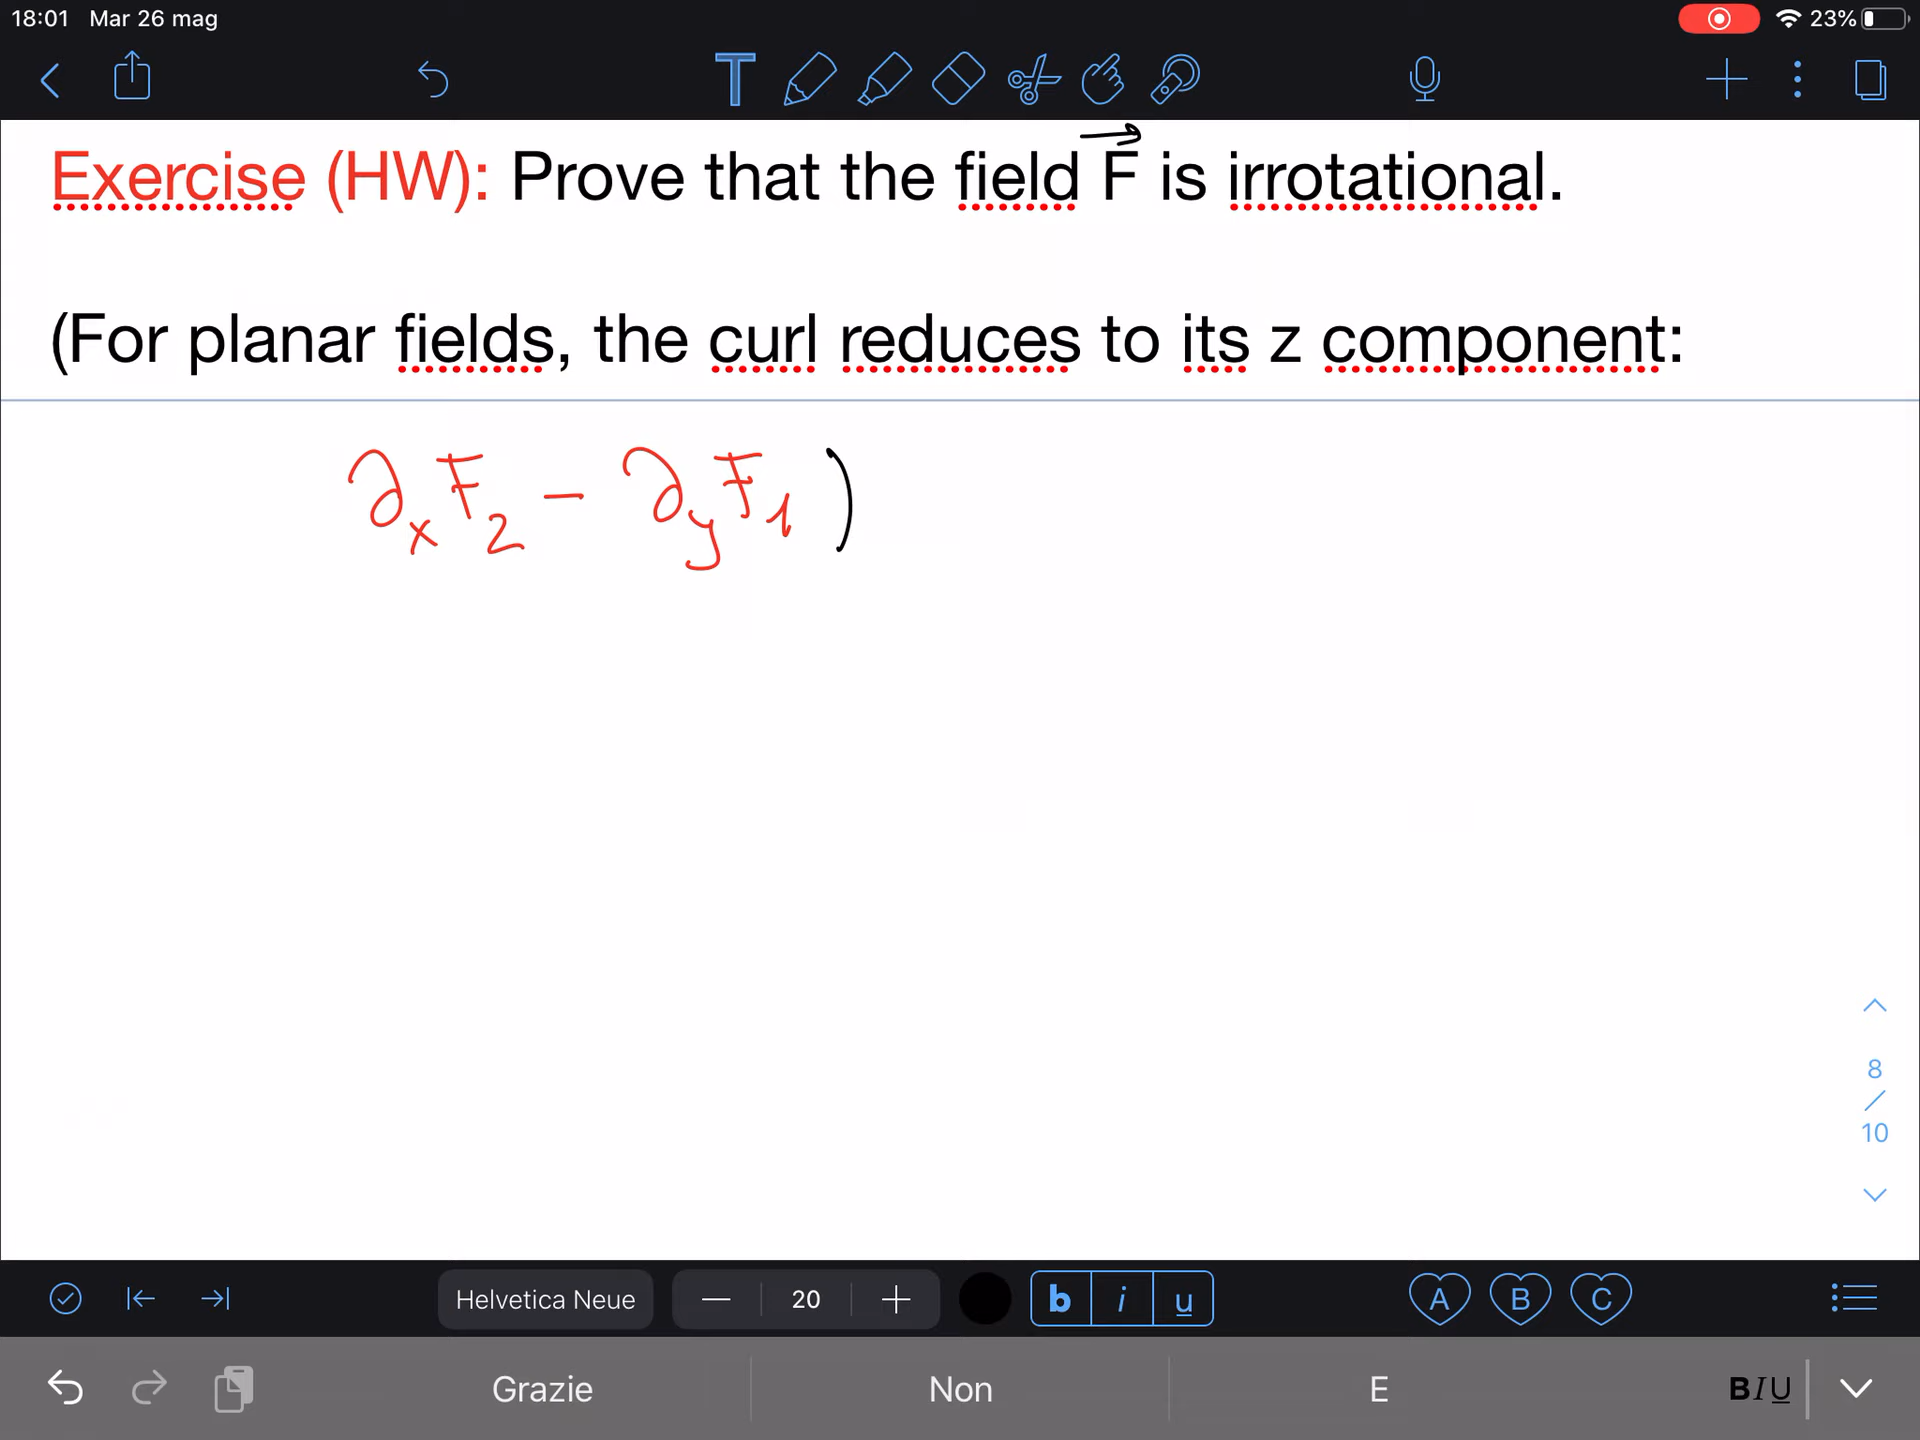 18:01 Mar 26 mag 23%
T
Exercise (HW): Prove that the field F⃗ is irrotational.
(For planar fields, the curl reduces to its z component:
∂ₓF₂ − ∂ᵧF₁ )
8
/
10
Helvetica Neue — 20 + b i u A B C
Grazie Non E BIU